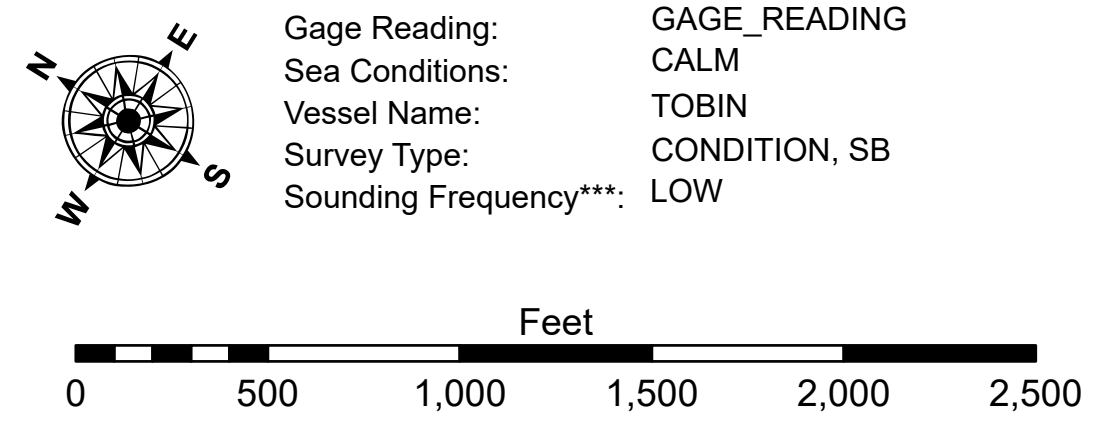 N E S W
Gage Reading: GAGE_READING
Sea Conditions: CALM
Vessel Name: TOBIN
Survey Type: CONDITION, SB
Sounding Frequency***: LOW
Feet
0 500 1,000 1,500 2,000 2,500